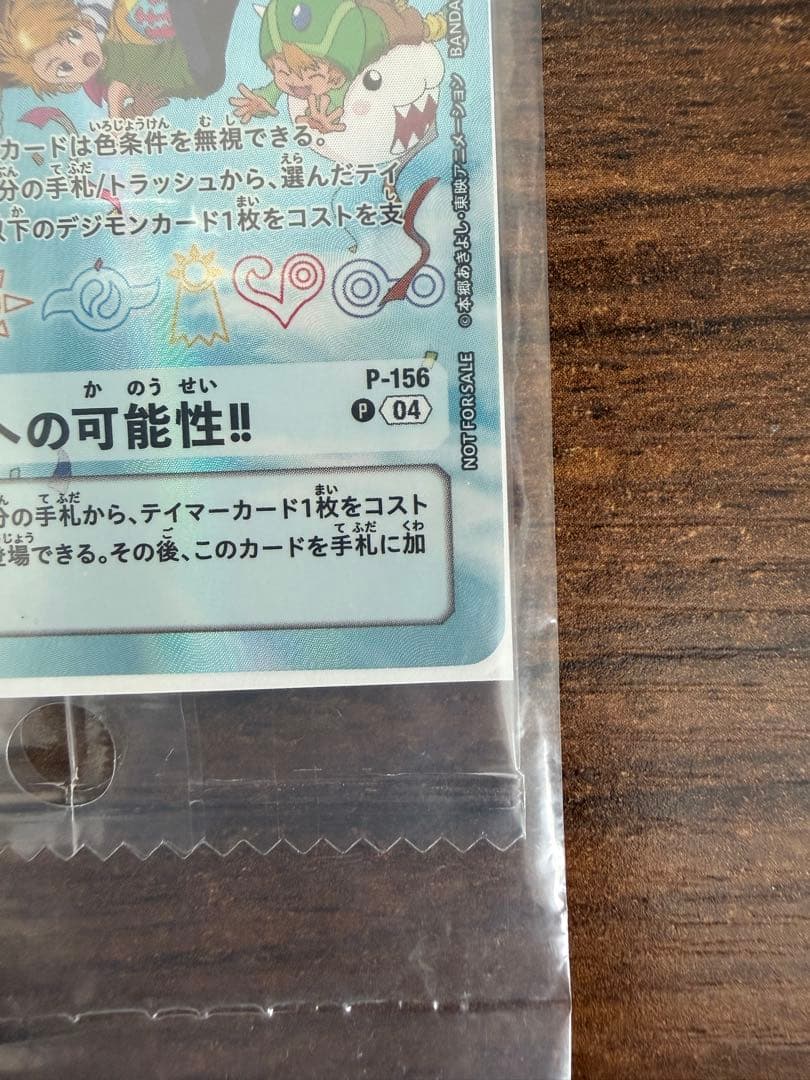 カードは色条件を無視できる。
分の手札/トラッシュから、選んだテイ
以下のデジモンカード1枚をコストを支
P-156
P 04
への可能性!!
分の手札から、テイマーカード1枚をコスト
登場できる。その後、このカードを手札に加
©本郷あきよし・東映アニメーション BANDA
NOT FOR SALE